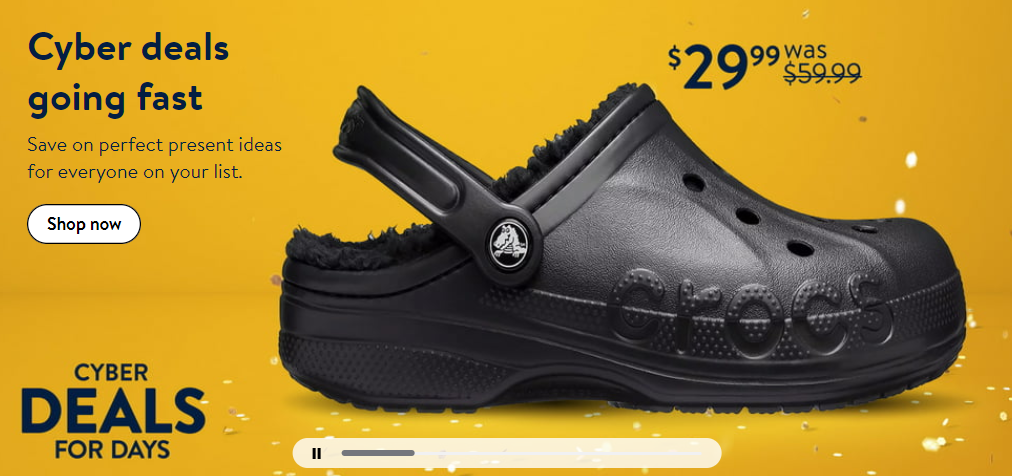 Cyber deals
going fast
Save on perfect present ideas
for everyone on your list.
Shop now
$29.99 was
$59.99
crocs
CYBER
DEALS
FOR DAYS